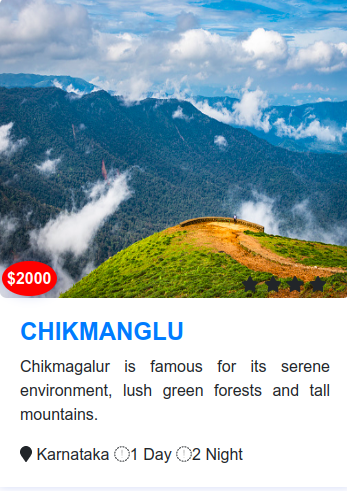 $2000
CHIKMANGLU
Chikmagalur is famous for its serene
environment, lush green forests and tall
mountains.
Karnataka 1 Day 2 Night